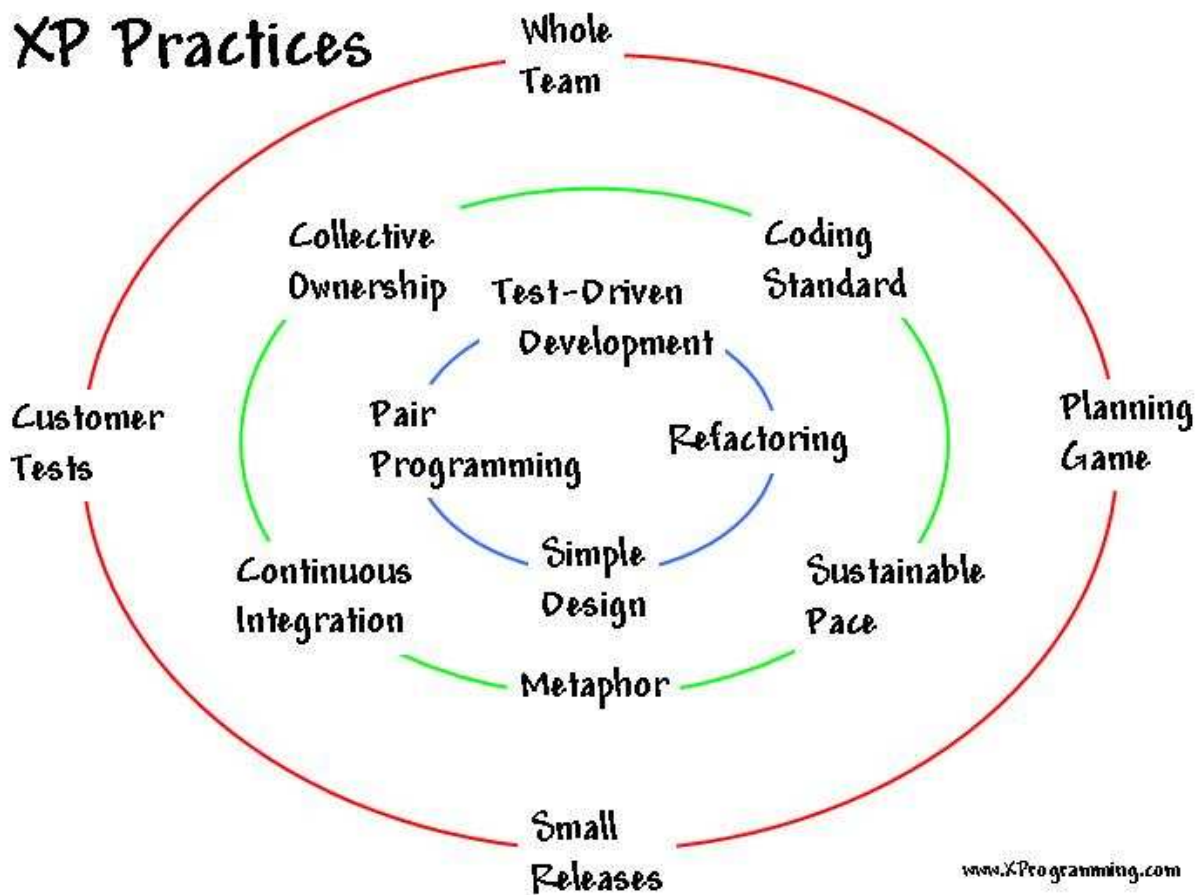 XP Practices
Whole
Team
Collective
Ownership
Coding
Standard
Test-Driven
Development
Customer
Tests
Pair
Programming
Refactoring
Planning
Game
Continuous
Integration
Simple
Design
Sustainable
Pace
Metaphor
Small
Releases
www.XProgramming.com